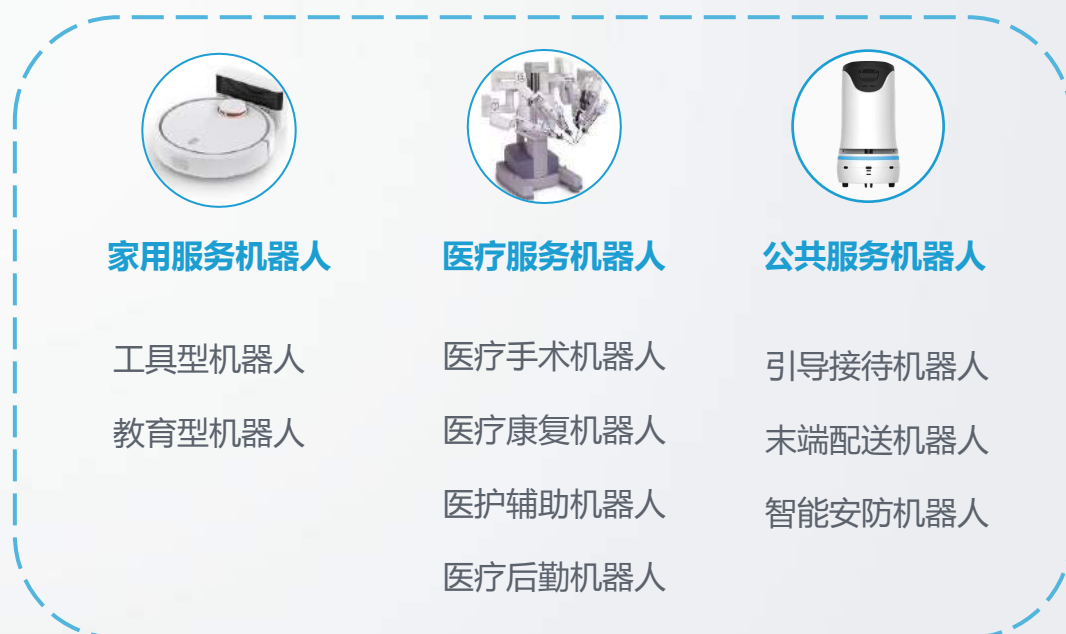 家用服务机器人
工具型机器人
教育型机器人
医疗服务机器人
医疗手术机器人
医疗康复机器人
医护辅助机器人
医疗后勤机器人
公共服务机器人
引导接待机器人
末端配送机器人
智能安防机器人